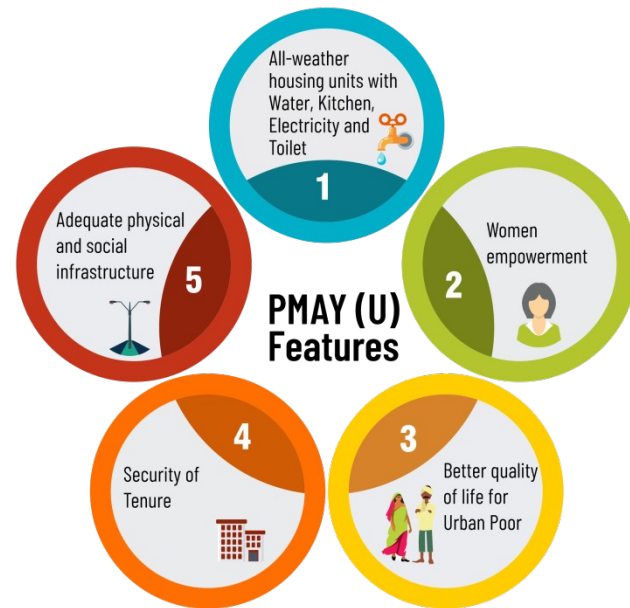 All-weather
housing units with
Water, Kitchen,
Electricity and
Toilet
1
Women
empowerment
2
Better quality
of life for
Urban Poor
3
Security of
Tenure
4
Adequate physical
and social
infrastructure
5
PMAY (U)
Features